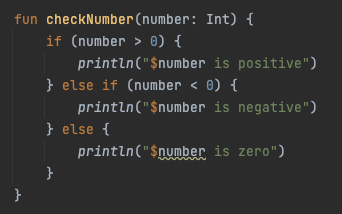 fun checkNumber(number: Int) {
    if (number > 0) {
        println("$number is positive")
    } else if (number < 0) {
        println("$number is negative")
    } else {
        println("$number is zero")
    }
}